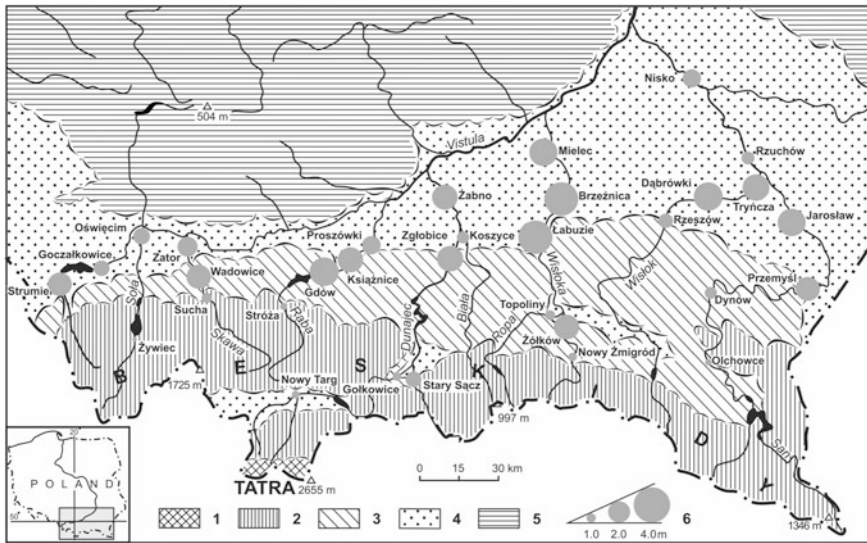 504 m
Nisko
Vistula
Mielec
Rzuchów
Dąbrówki
Żabno
Brzeźnica
Tryńcza
Jarosław
Oświęcim
Proszówki
Zgłobice
Koszyce
Łabuzie
Rzeszów
Goczałkowice
Zator
Wadowice
Książnice
Gdów
Wisłok
Przemyśl
Strumień
Soła
Sucha
Stróża
Raba
Dunajec
Biała
Ropa
Topoliny
Wisłoka
Dynów
Skawa
Żywiec
Żółków
Nowy Żmigród
Olchowce
B E S K I D Y
1725 m
Nowy Targ
Gołkowice
Stary Sącz
997 m
San
TATRA
2655 m
0 15 30 km
1346 m
20
POLAND
50
1 2 3 4 5 6
1.0 2.0 4.0 m